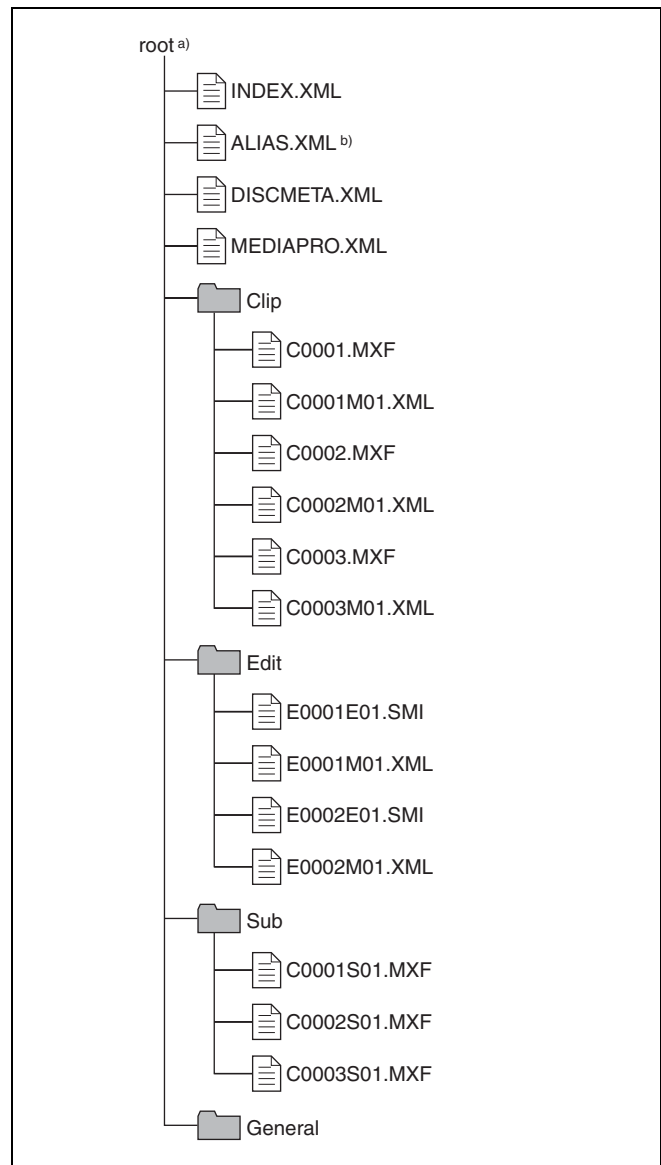 root a)
INDEX.XML
ALIAS.XML b)
DISCMETA.XML
MEDIAPRO.XML
Clip
C0001.MXF
C0001M01.XML
C0002.MXF
C0002M01.XML
C0003.MXF
C0003M01.XML
Edit
E0001E01.SMI
E0001M01.XML
E0002E01.SMI
E0002M01.XML
Sub
C0001S01.MXF
C0002S01.MXF
C0003S01.MXF
General